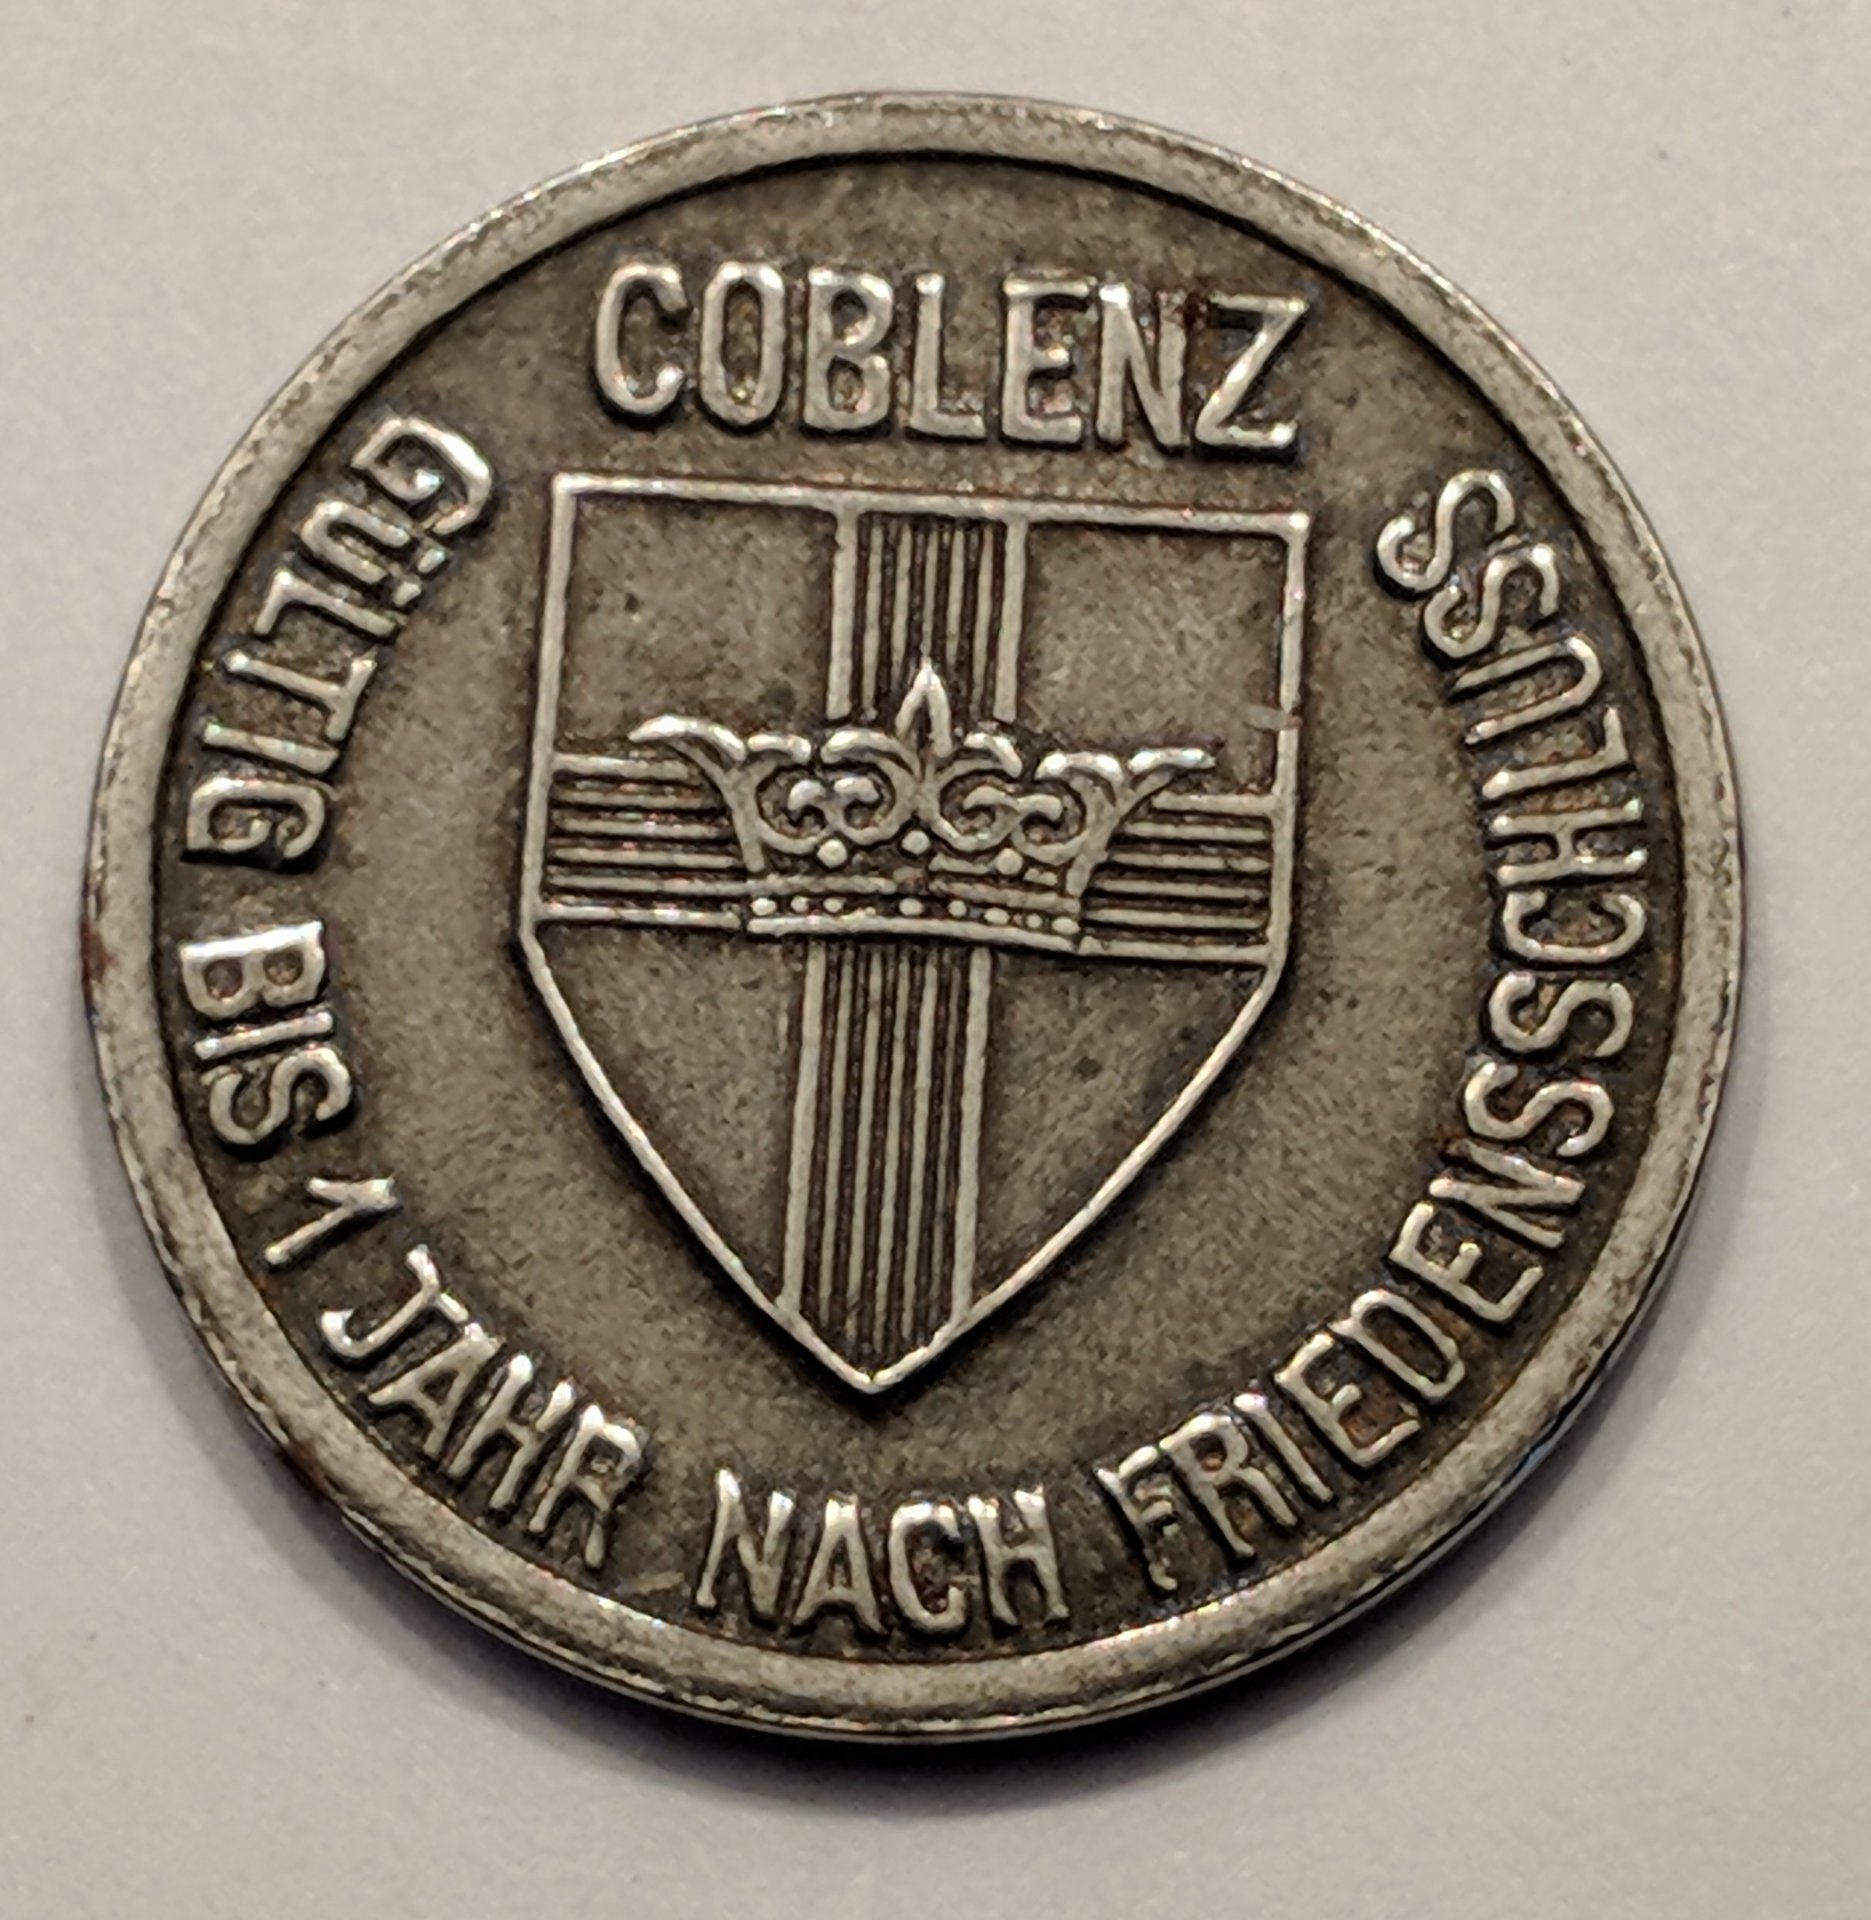 COBLENZ
GÜLTIG BIS 1 JAHR NACH FRIEDENSSCHLUSS